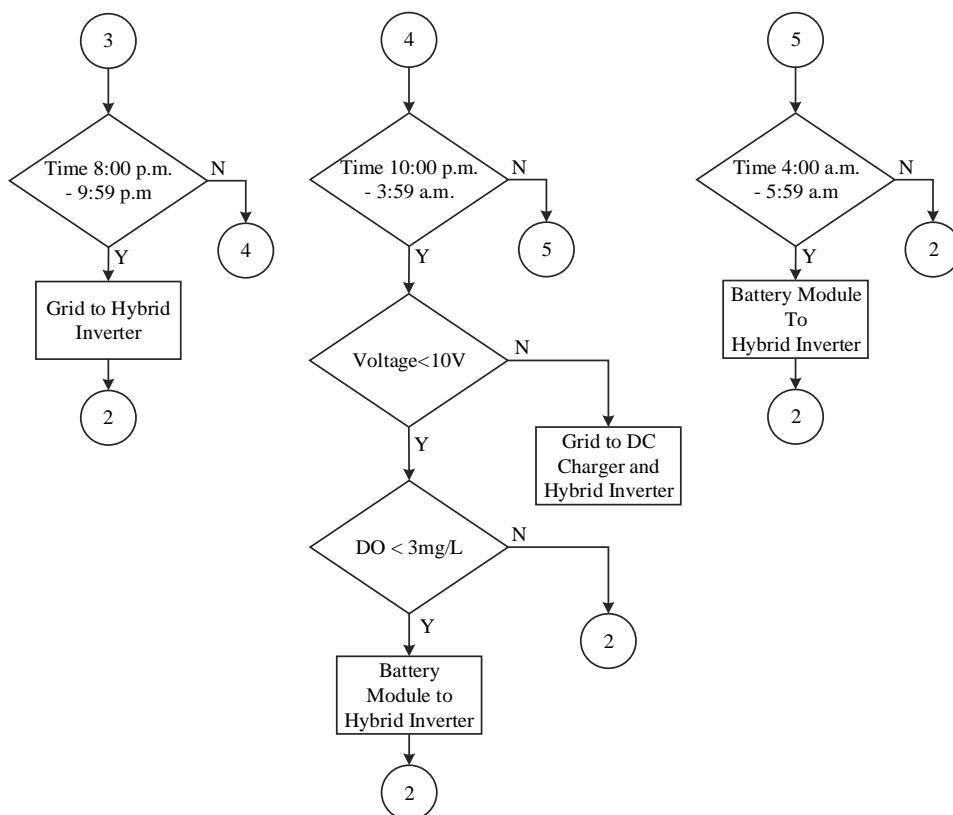 3
Time 8:00 p.m.
- 9:59 p.m
N
4
Y
Grid to Hybrid
Inverter
2
4
Time 10:00 p.m.
- 3:59 a.m.
N
5
Y
Voltage<10V
N
Grid to DC
Charger and
Hybrid Inverter
Y
DO < 3mg/L
N
2
Y
Battery
Module to
Hybrid Inverter
2
5
Time 4:00 a.m.
- 5:59 a.m
N
2
Y
Battery Module
To
Hybrid Inverter
2